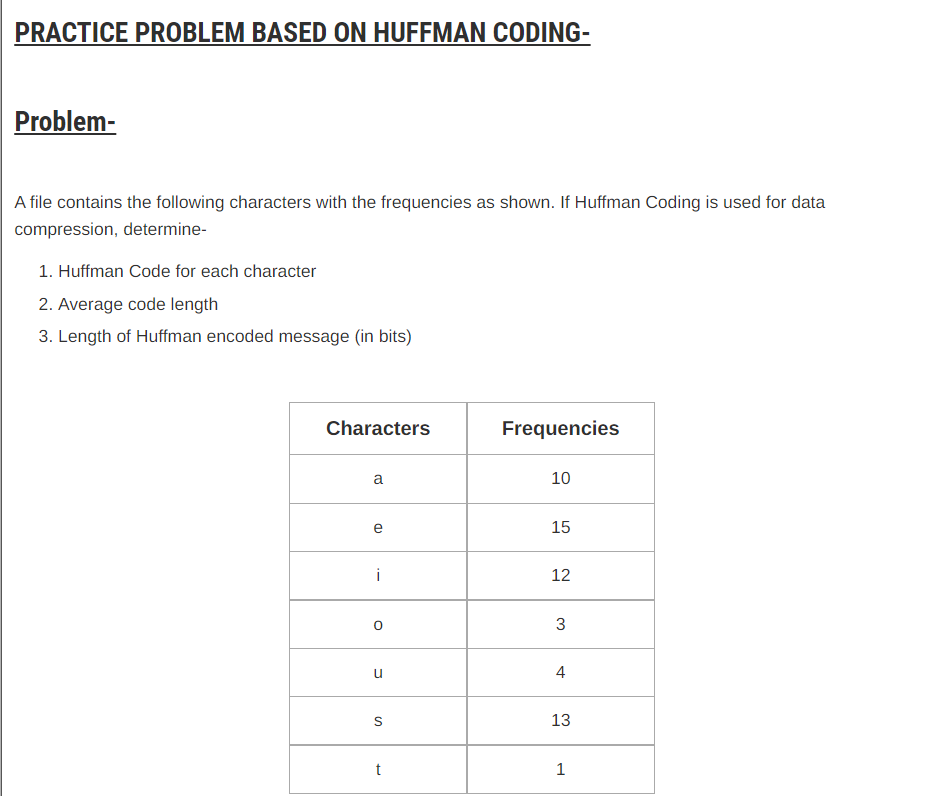 PRACTICE PROBLEM BASED ON HUFFMAN CODING-
Problem-
A file contains the following characters with the frequencies as shown. If Huffman Coding is used for data
compression, determine-
1. Huffman Code for each character
2. Average code length
3. Length of Huffman encoded message (in bits)
Characters Frequencies
a 10
e 15
i 12
o 3
u 4
s 13
t 1